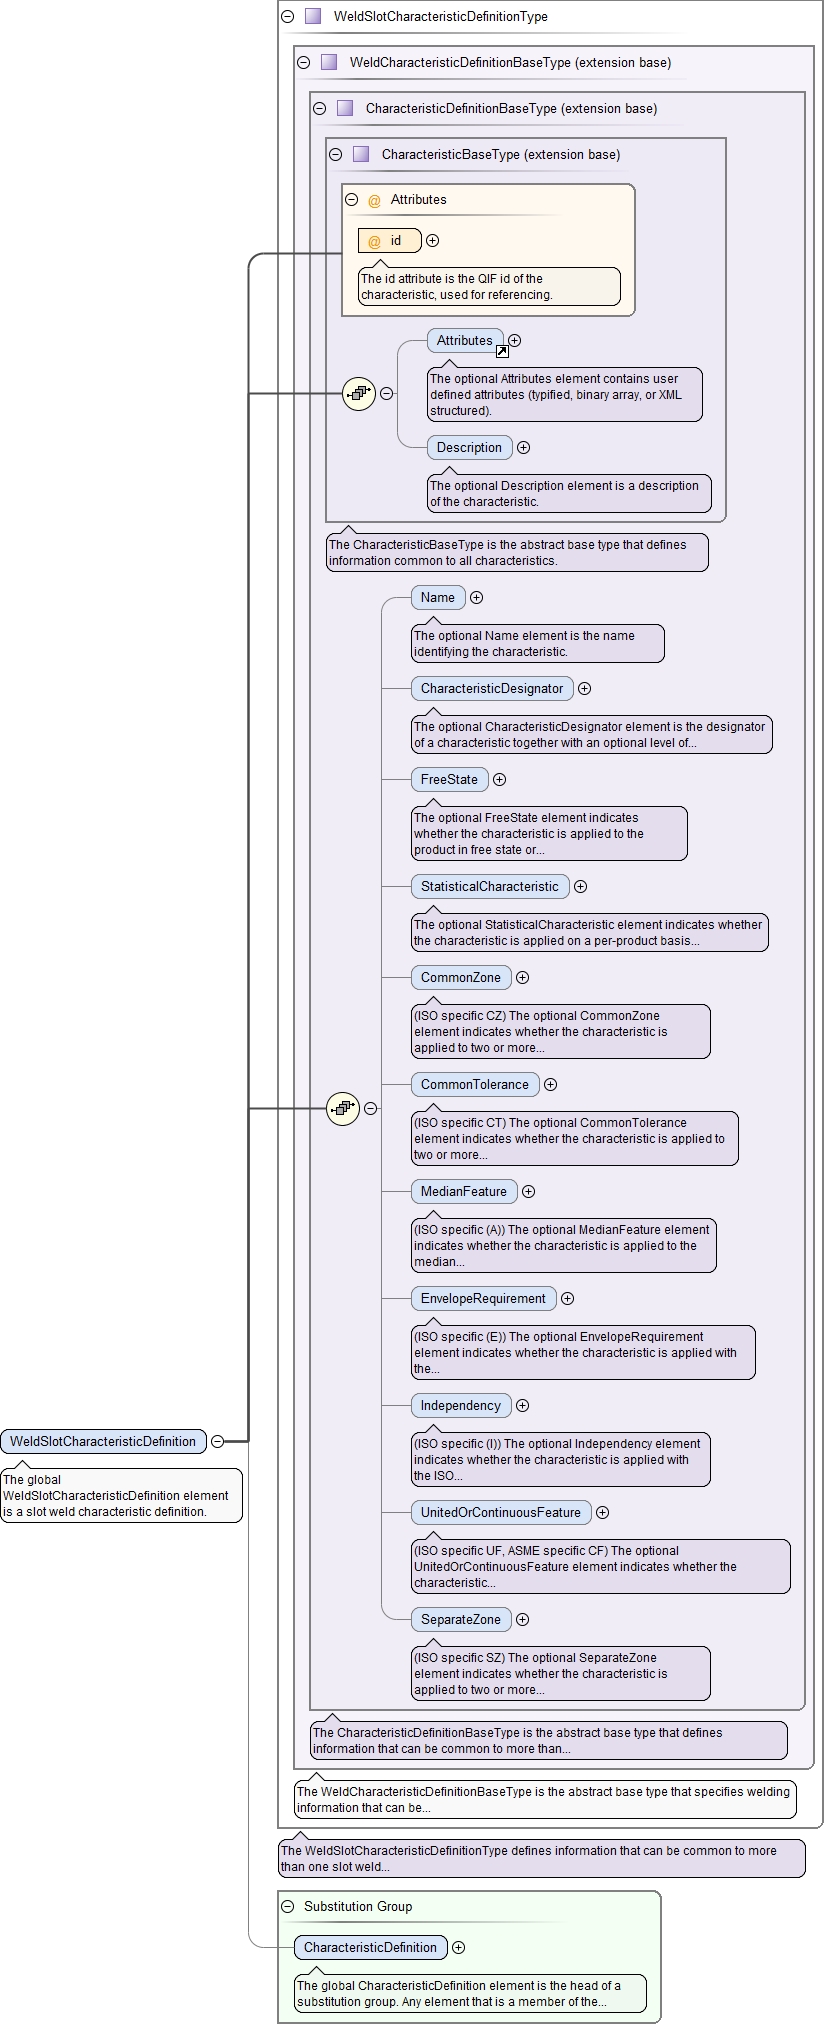 WeldSlotCharacteristicDefinitionType
WeldCharacteristicDefinitionBaseType (extension base)
CharacteristicDefinitionBaseType (extension base)
CharacteristicBaseType (extension base)
@ Attributes
@ id
The id attribute is the QIF id of the
characteristic, used for referencing.
Attributes
The optional Attributes element contains user
defined attributes (typified, binary array, or XML
structured).
Description
The optional Description element is a description
of the characteristic.
The CharacteristicBaseType is the abstract base type that defines
information common to all characteristics.
Name
The optional Name element is the name
identifying the characteristic.
CharacteristicDesignator
The optional CharacteristicDesignator element is the designator
of a characteristic together with an optional level of...
FreeState
The optional FreeState element indicates
whether the characteristic is applied to the
product in free state or...
StatisticalCharacteristic
The optional StatisticalCharacteristic element indicates whether
the characteristic is applied on a per-product basis...
CommonZone
(ISO specific CZ) The optional CommonZone
element indicates whether the characteristic is
applied to two or more...
CommonTolerance
(ISO specific CT) The optional CommonTolerance
element indicates whether the characteristic is applied to
two or more...
MedianFeature
(ISO specific (A)) The optional MedianFeature element
indicates whether the characteristic is applied to the
median...
EnvelopeRequirement
(ISO specific (E)) The optional EnvelopeRequirement
element indicates whether the characteristic is applied with
the...
Independency
(ISO specific (I)) The optional Independency element
indicates whether the characteristic is applied with
the ISO...
WeldSlotCharacteristicDefinition
The global
WeldSlotCharacteristicDefinition element
is a slot weld characteristic definition.
UnitedOrContinuousFeature
(ISO specific UF, ASME specific CF) The optional
UnitedOrContinuousFeature element indicates whether the
characteristic...
SeparateZone
(ISO specific SZ) The optional SeparateZone
element indicates whether the characteristic is
applied to two or more...
The CharacteristicDefinitionBaseType is the abstract base type that defines
information that can be common to more than...
The WeldCharacteristicDefinitionBaseType is the abstract base type that specifies welding
information that can be...
The WeldSlotCharacteristicDefinitionType defines information that can be common to more
than one slot weld...
Substitution Group
CharacteristicDefinition
The global CharacteristicDefinition element is the head of a
substitution group. Any element that is a member of the...